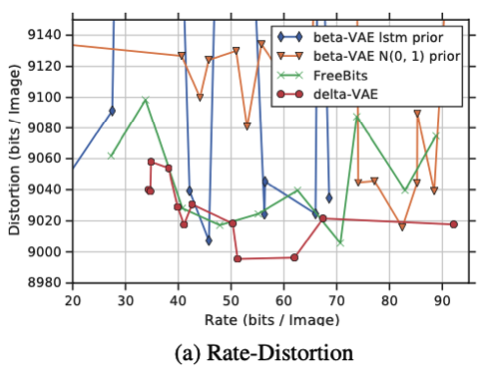 9140
9120
9100
9080
9060
9040
9020
9000
8980
Distortion (bits / Image)
beta-VAE lstm prior
beta-VAE N(0, 1) prior
FreeBits
delta-VAE
20 30 40 50 60 70 80 90
Rate (bits / Image)
(a) Rate-Distortion